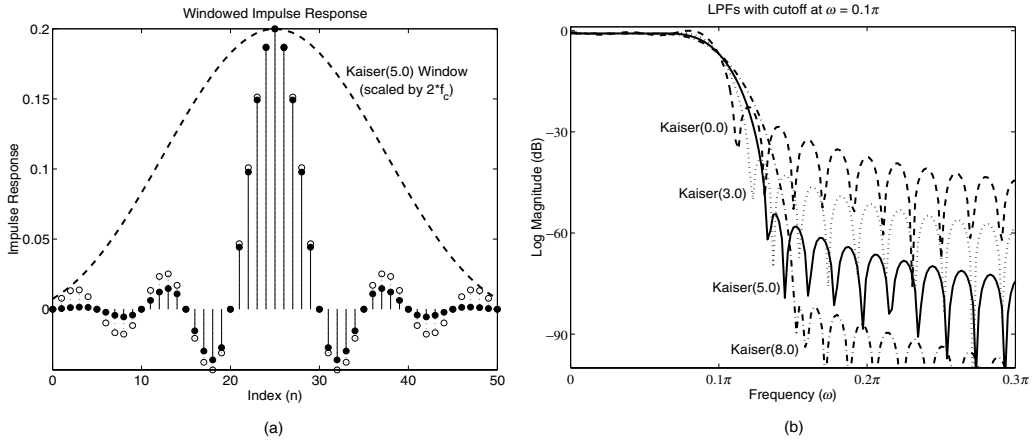 Windowed Impulse Response
0.2
0.15
0.1
0.05
0
Impulse Response
Kaiser(5.0) Window
(scaled by 2*f_c)
0 10 20 30 40 50
Index (n)
(a)
LPFs with cutoff at ω = 0.1π
0
−30
−60
−90
Log Magnitude (dB)
Kaiser(0.0)
Kaiser(3.0)
Kaiser(5.0)
Kaiser(8.0)
0 0.1π 0.2π 0.3π
Frequency (ω)
(b)